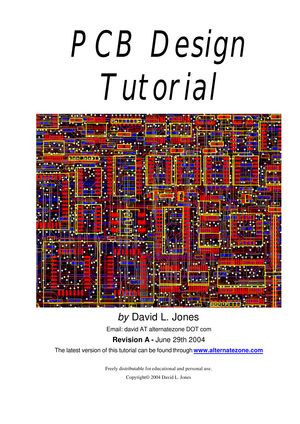 PCB Design
Tutorial
by David L. Jones
Email: david AT alternatezone DOT com
Revision A - June 29th 2004
The latest version of this tutorial can be found through www.alternatezone.com
Freely distributable for educational and personal use.
Copyright© 2004 David L. Jones